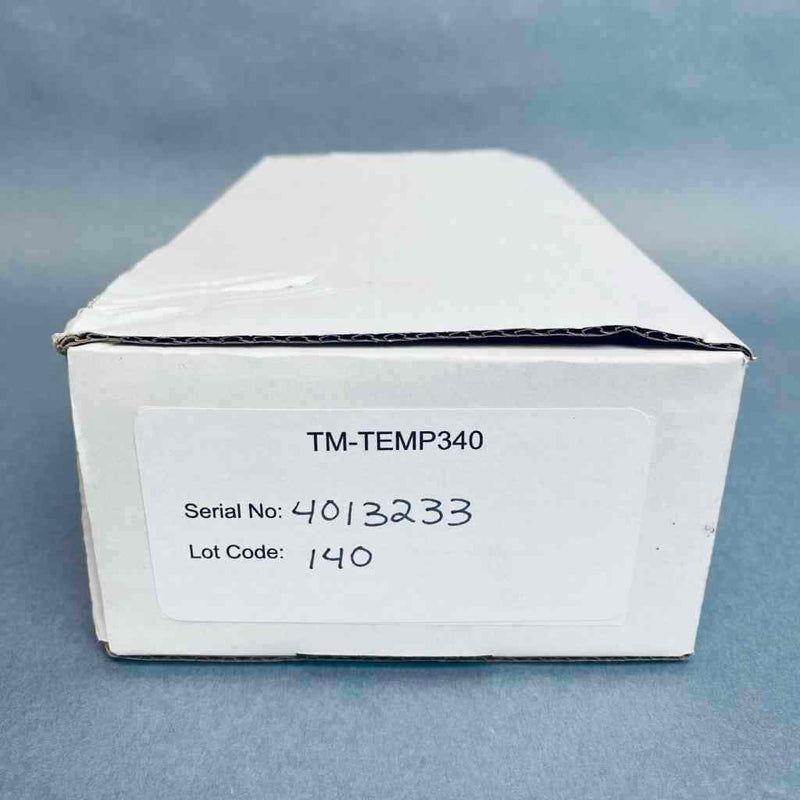 TM-TEMP340
Serial No: 4013233
Lot Code: 140